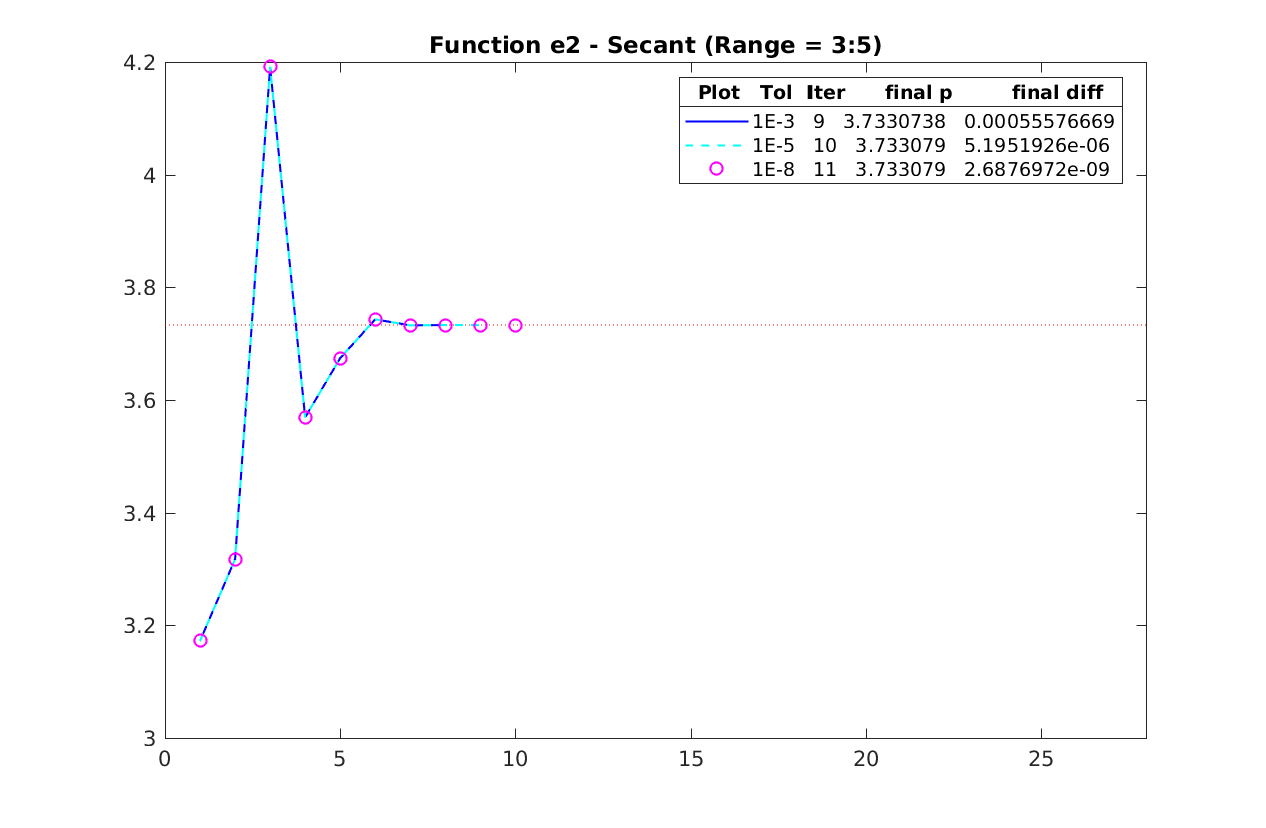 Function e2 - Secant (Range = 3:5)
4.2
Plot Tol Iter final p final diff
1E-3 9 3.7330738 0.00055576669
1E-5 10 3.733079 5.1951926e-06
1E-8 11 3.733079 2.6876972e-09
4
3.8
3.6
3.4
3.2
3
0 5 10 15 20 25